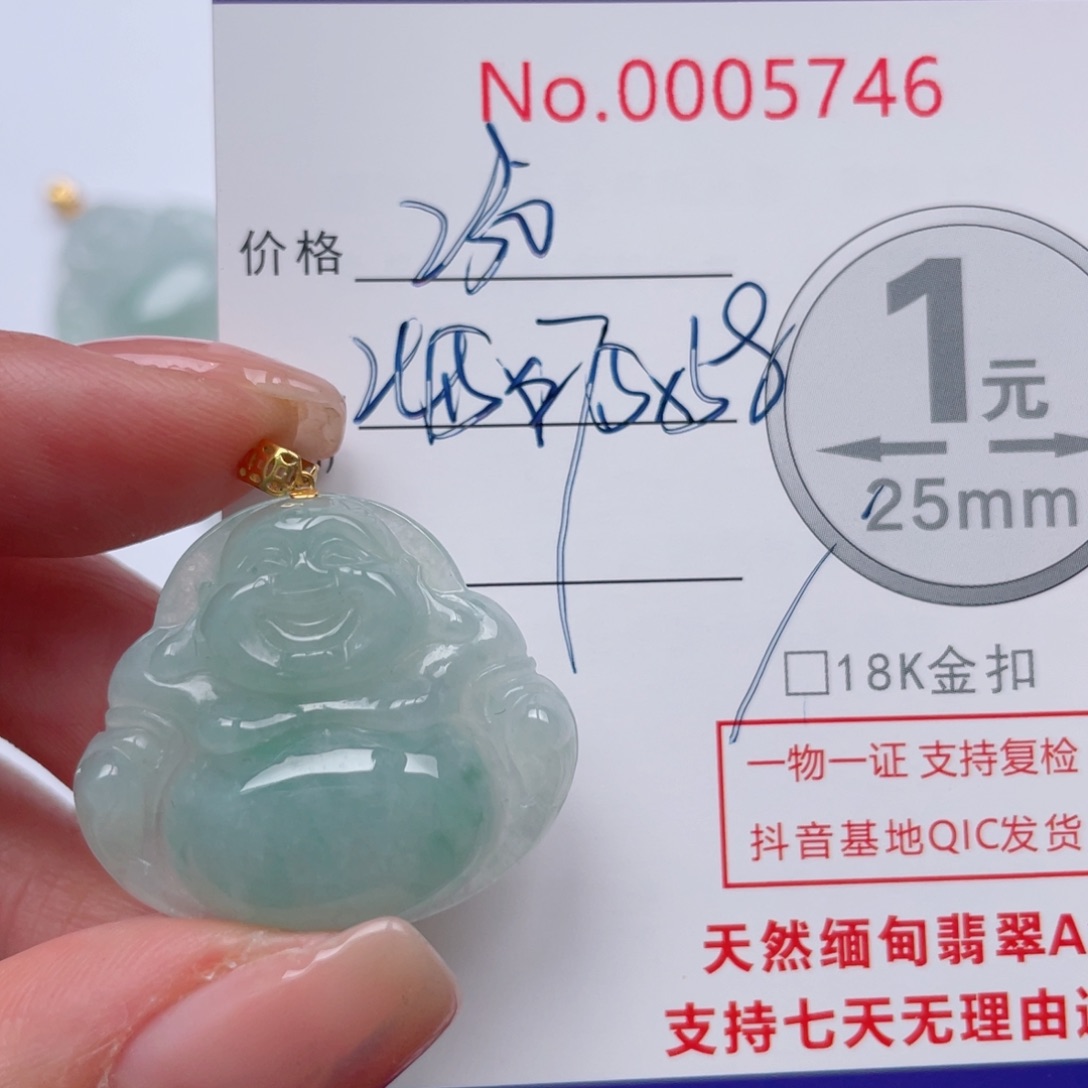 No.0005746
价格
1元
25mm
□18K金扣
一物一证 支持复检
抖音基地QIC发货
天然缅甸翡翠A
支持七天无理由